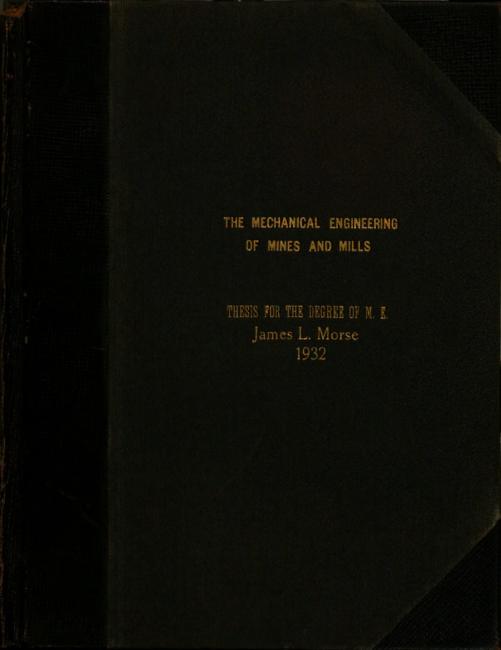 THE MECHANICAL ENGINEERING
OF MINES AND MILLS
THESIS FOR THE DEGREE OF M. E.
James L. Morse
1932